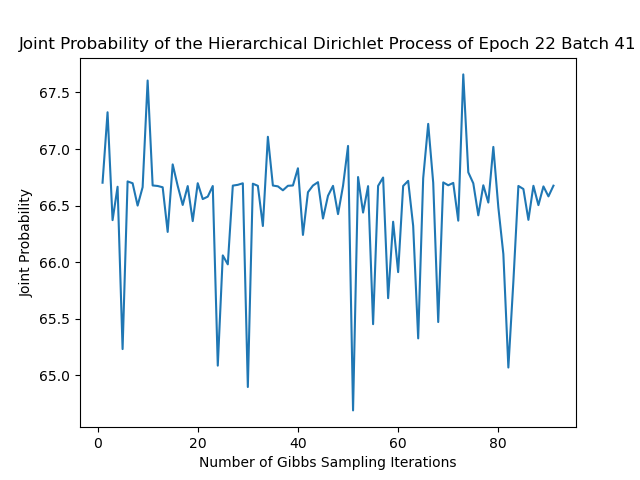 Joint Probability of the Hierarchical Dirichlet Process of Epoch 22 Batch 41
67.5
67.0
66.5
66.0
65.5
65.0
Joint Probability
0 20 40 60 80
Number of Gibbs Sampling Iterations